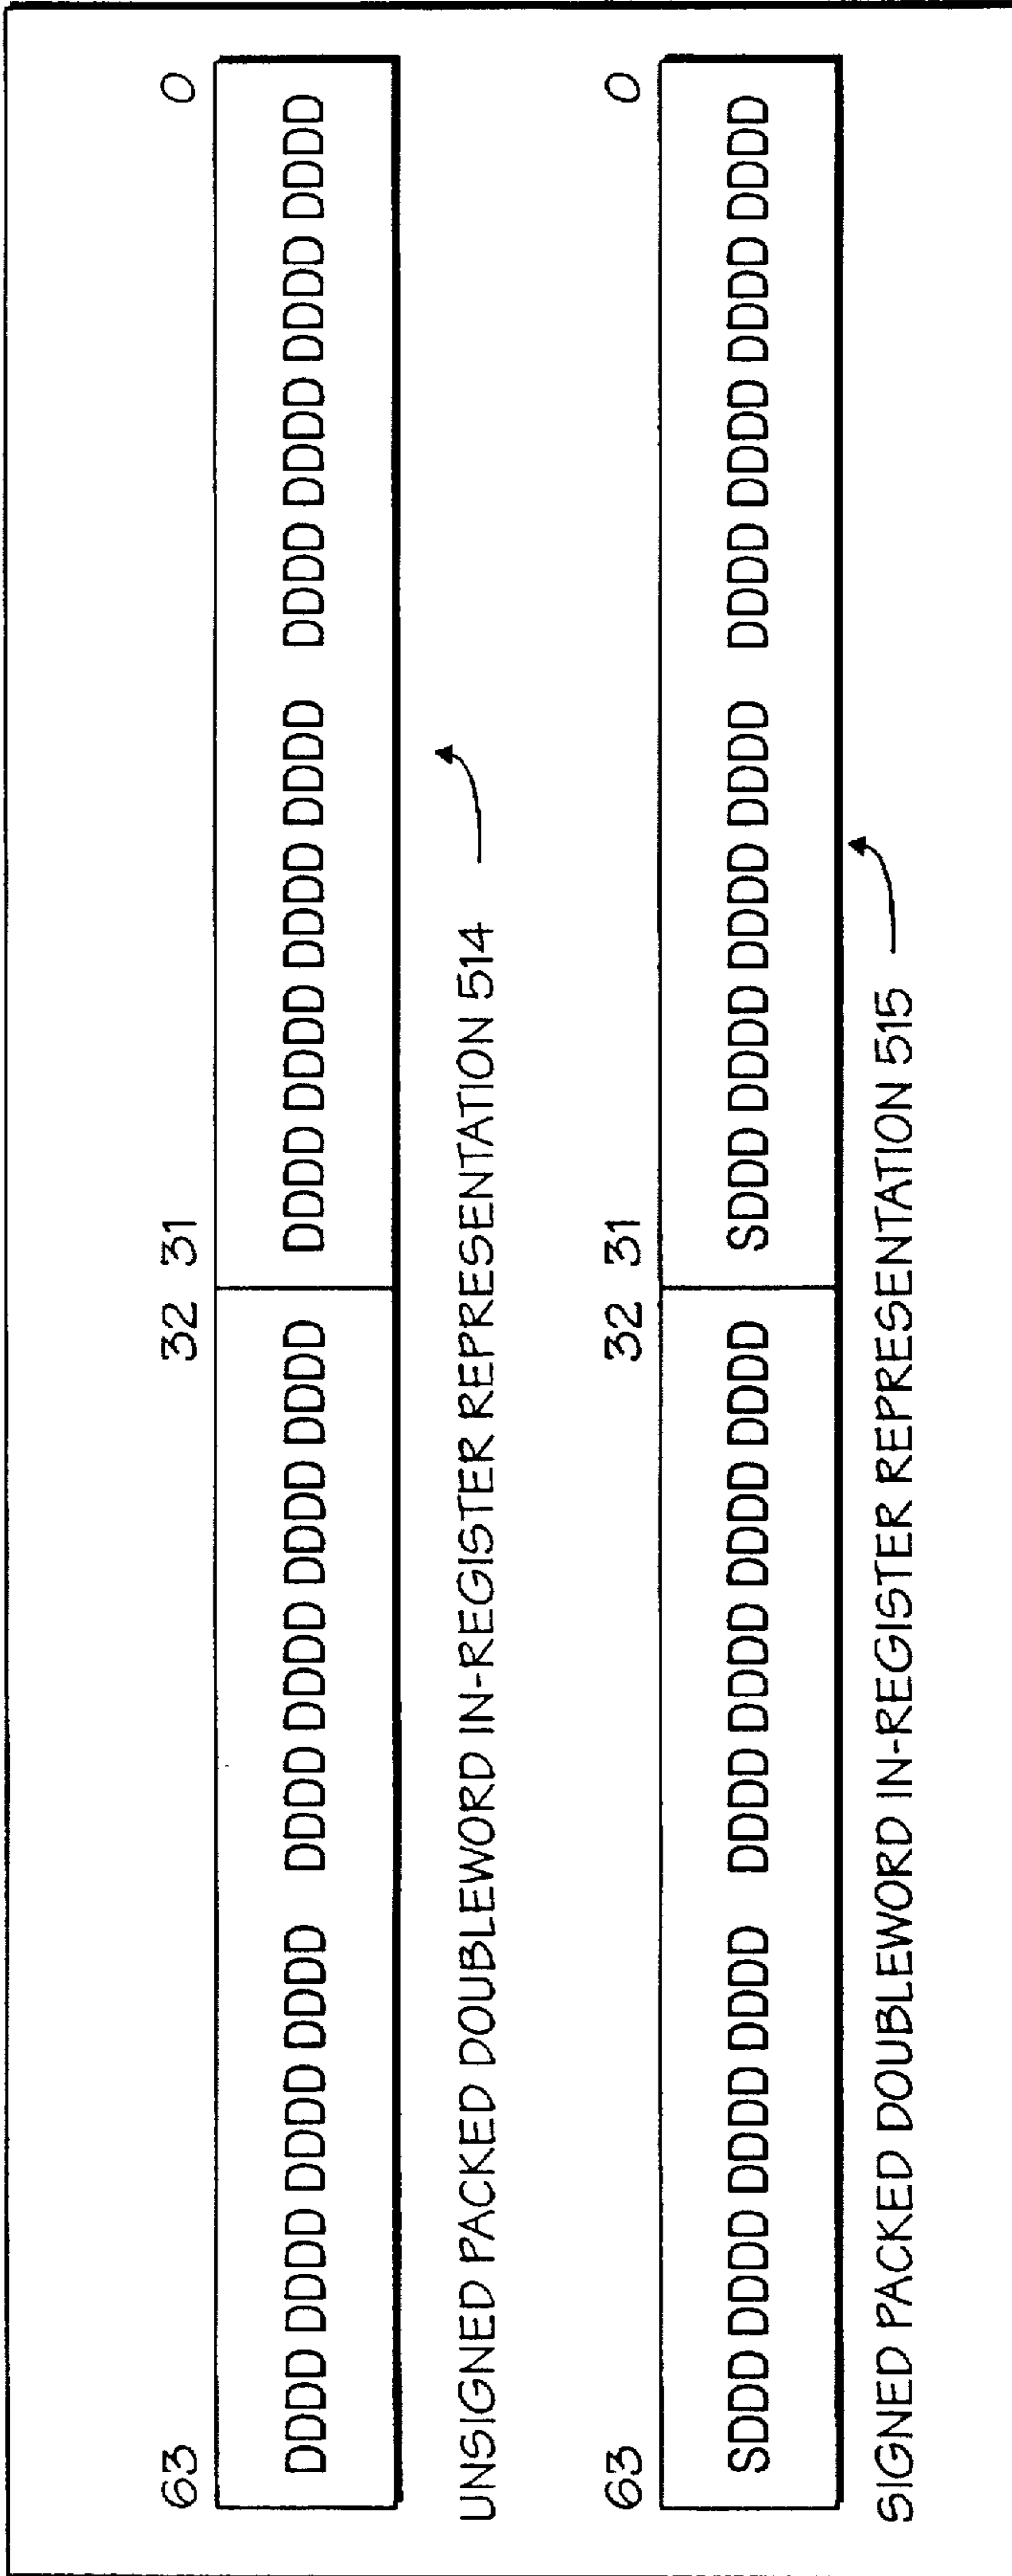 63 32 31 0
DDDD DDDD DDDD DDDD DDDD DDDD DDDD DDDD DDDD DDDD DDDD DDDD DDDD DDDD DDDD DDDD
UNSIGNED PACKED DOUBLEWORD IN-REGISTER REPRESENTATION 514
63 32 31 0
SDDD DDDD DDDD DDDD DDDD DDDD DDDD DDDD SDDD DDDD DDDD DDDD DDDD DDDD DDDD DDDD
SIGNED PACKED DOUBLEWORD IN-REGISTER REPRESENTATION 515